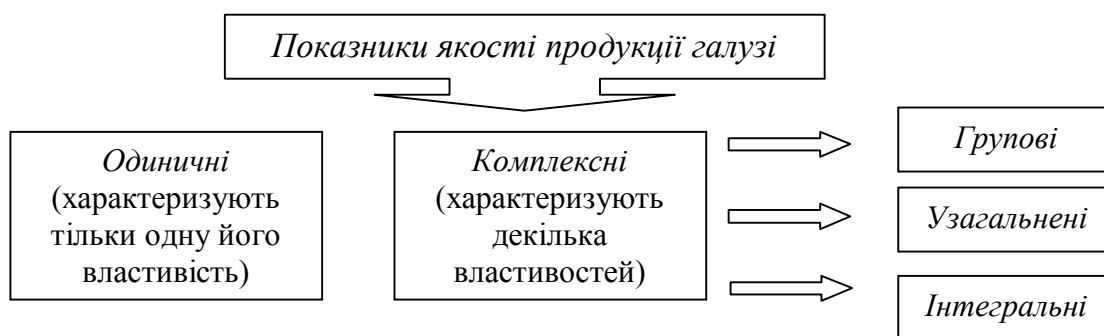 Показники якості продукції галузі
Одиничні
(характеризують
тільки одну його
властивість)
Комплексні
(характеризують
декілька
властивостей)
Групові
Узагальнені
Інтегральні